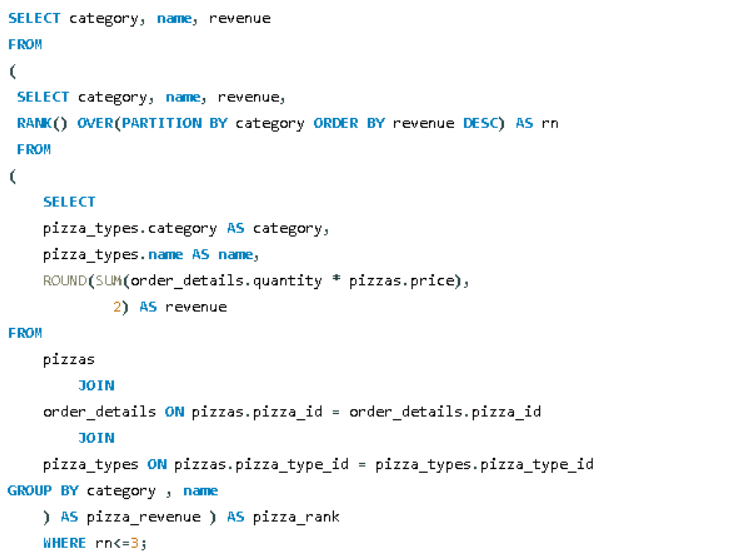 SELECT category, name, revenue
FROM
(
SELECT category, name, revenue,
RANK() OVER(PARTITION BY category ORDER BY revenue DESC) AS rn
FROM
(
SELECT
pizza_types.category AS category,
pizza_types.name AS name,
ROUND(SUM(order_details.quantity * pizzas.price),
2) AS revenue
FROM
pizzas
JOIN
order_details ON pizzas.pizza_id = order_details.pizza_id
JOIN
pizza_types ON pizzas.pizza_type_id = pizza_types.pizza_type_id
GROUP BY category , name
) AS pizza_revenue ) AS pizza_rank
WHERE rn<=3;